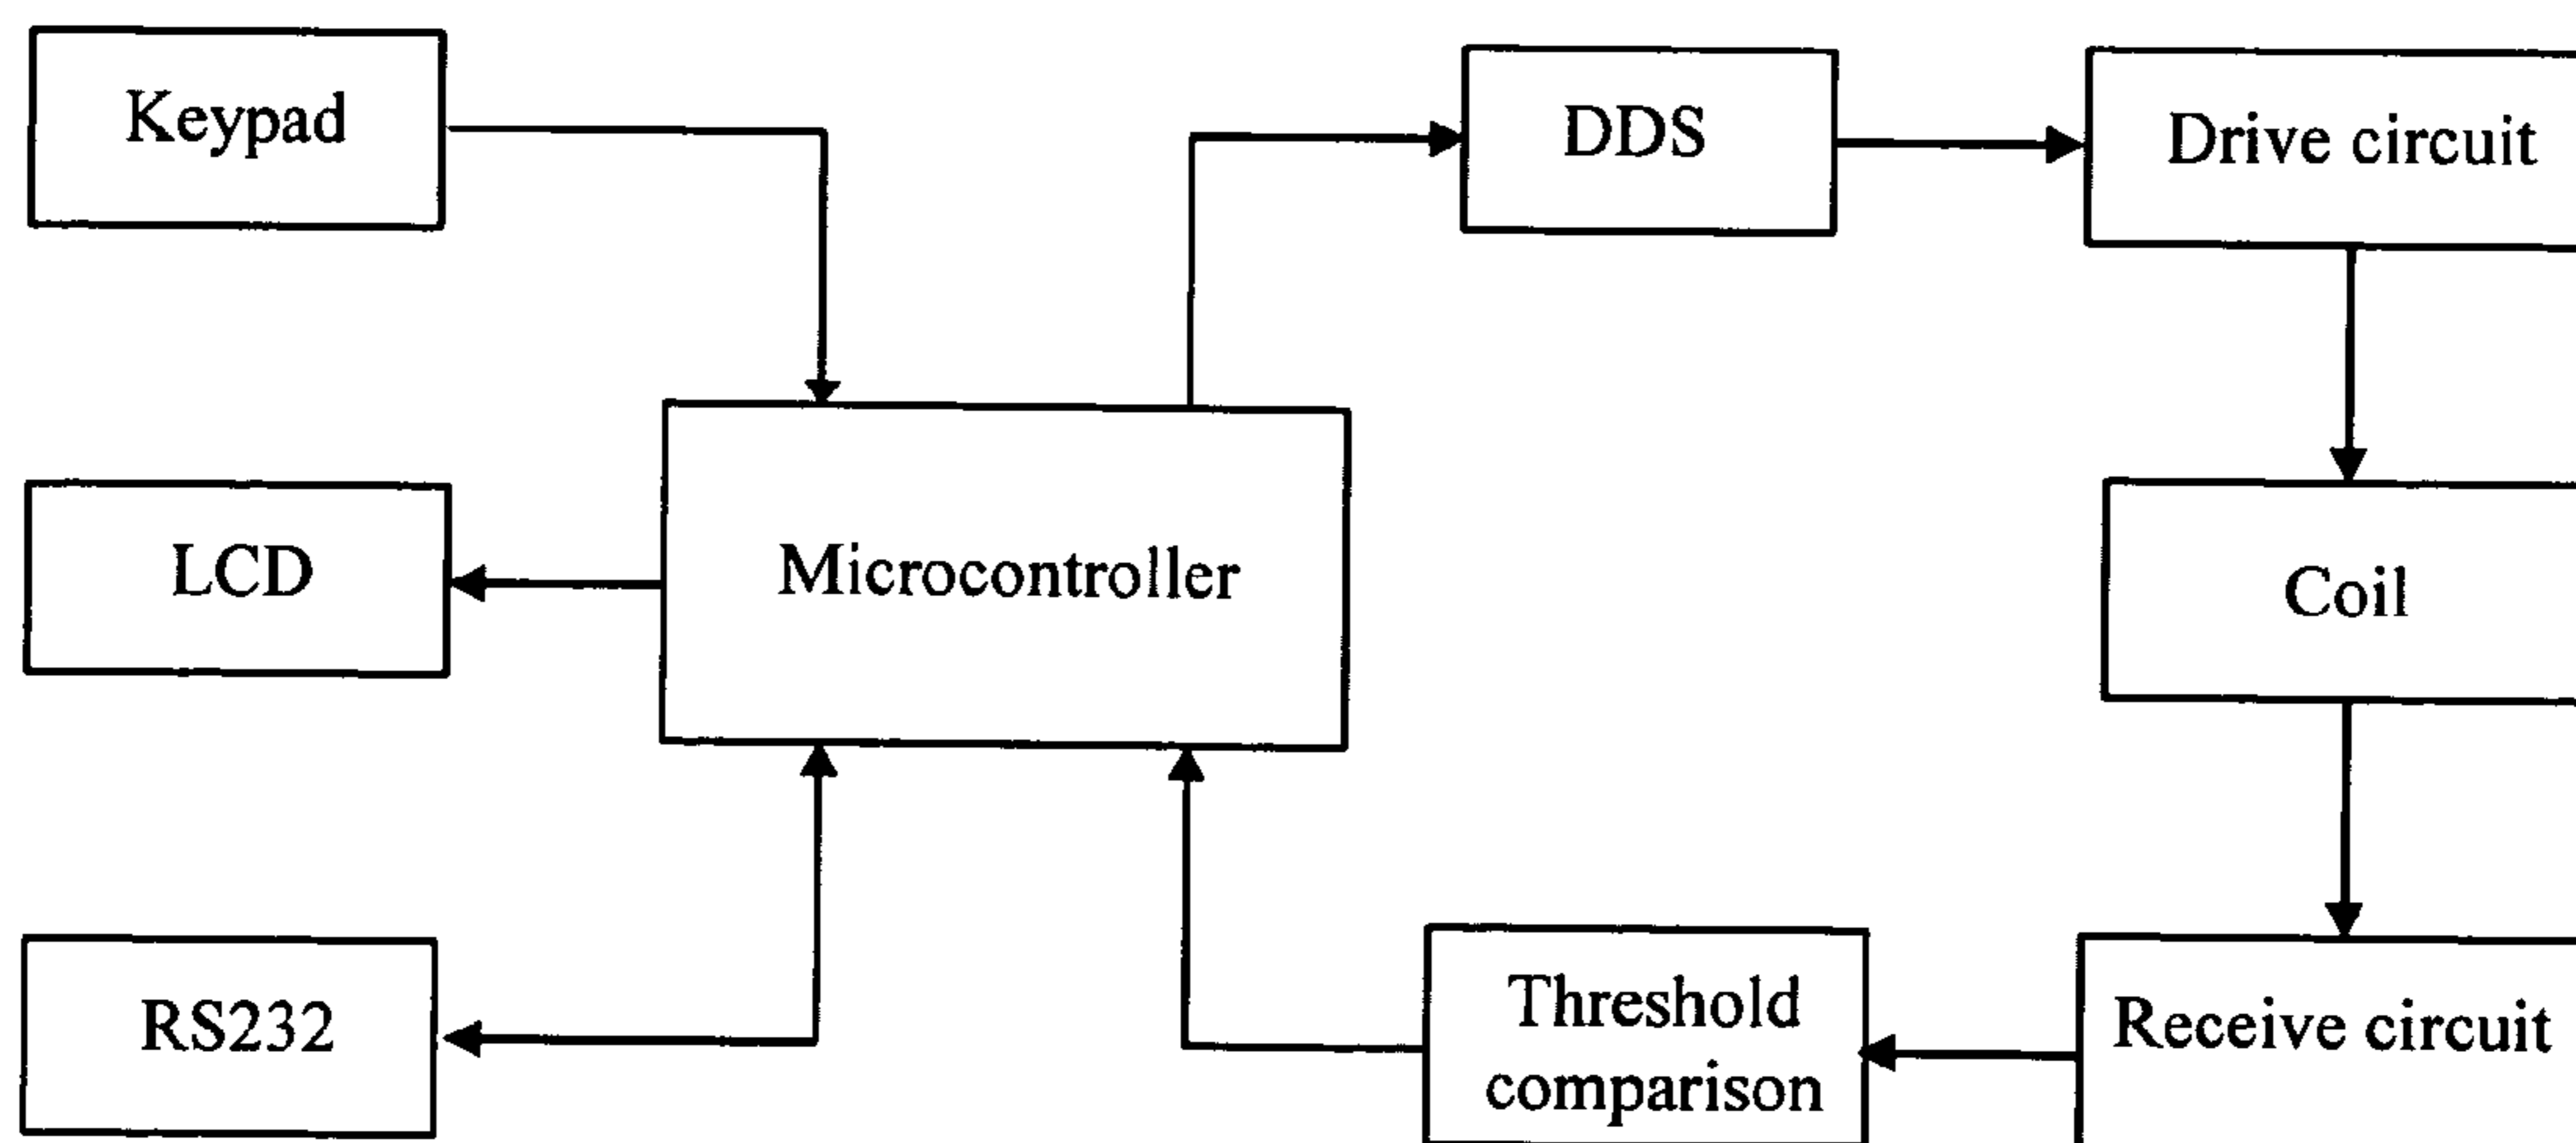 Keypad
DDS
Drive circuit
LCD
Microcontroller
Coil
RS232
Threshold
comparison
Receive circuit